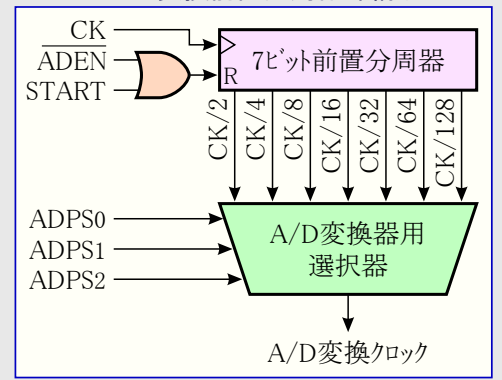 CK
ADEN
START
R
7ビット前置分周器
CK/2
CK/4
CK/8
CK/16
CK/32
CK/64
CK/128
ADPS0
ADPS1
ADPS2
A/D変換器用
選択器
A/D変換クロック